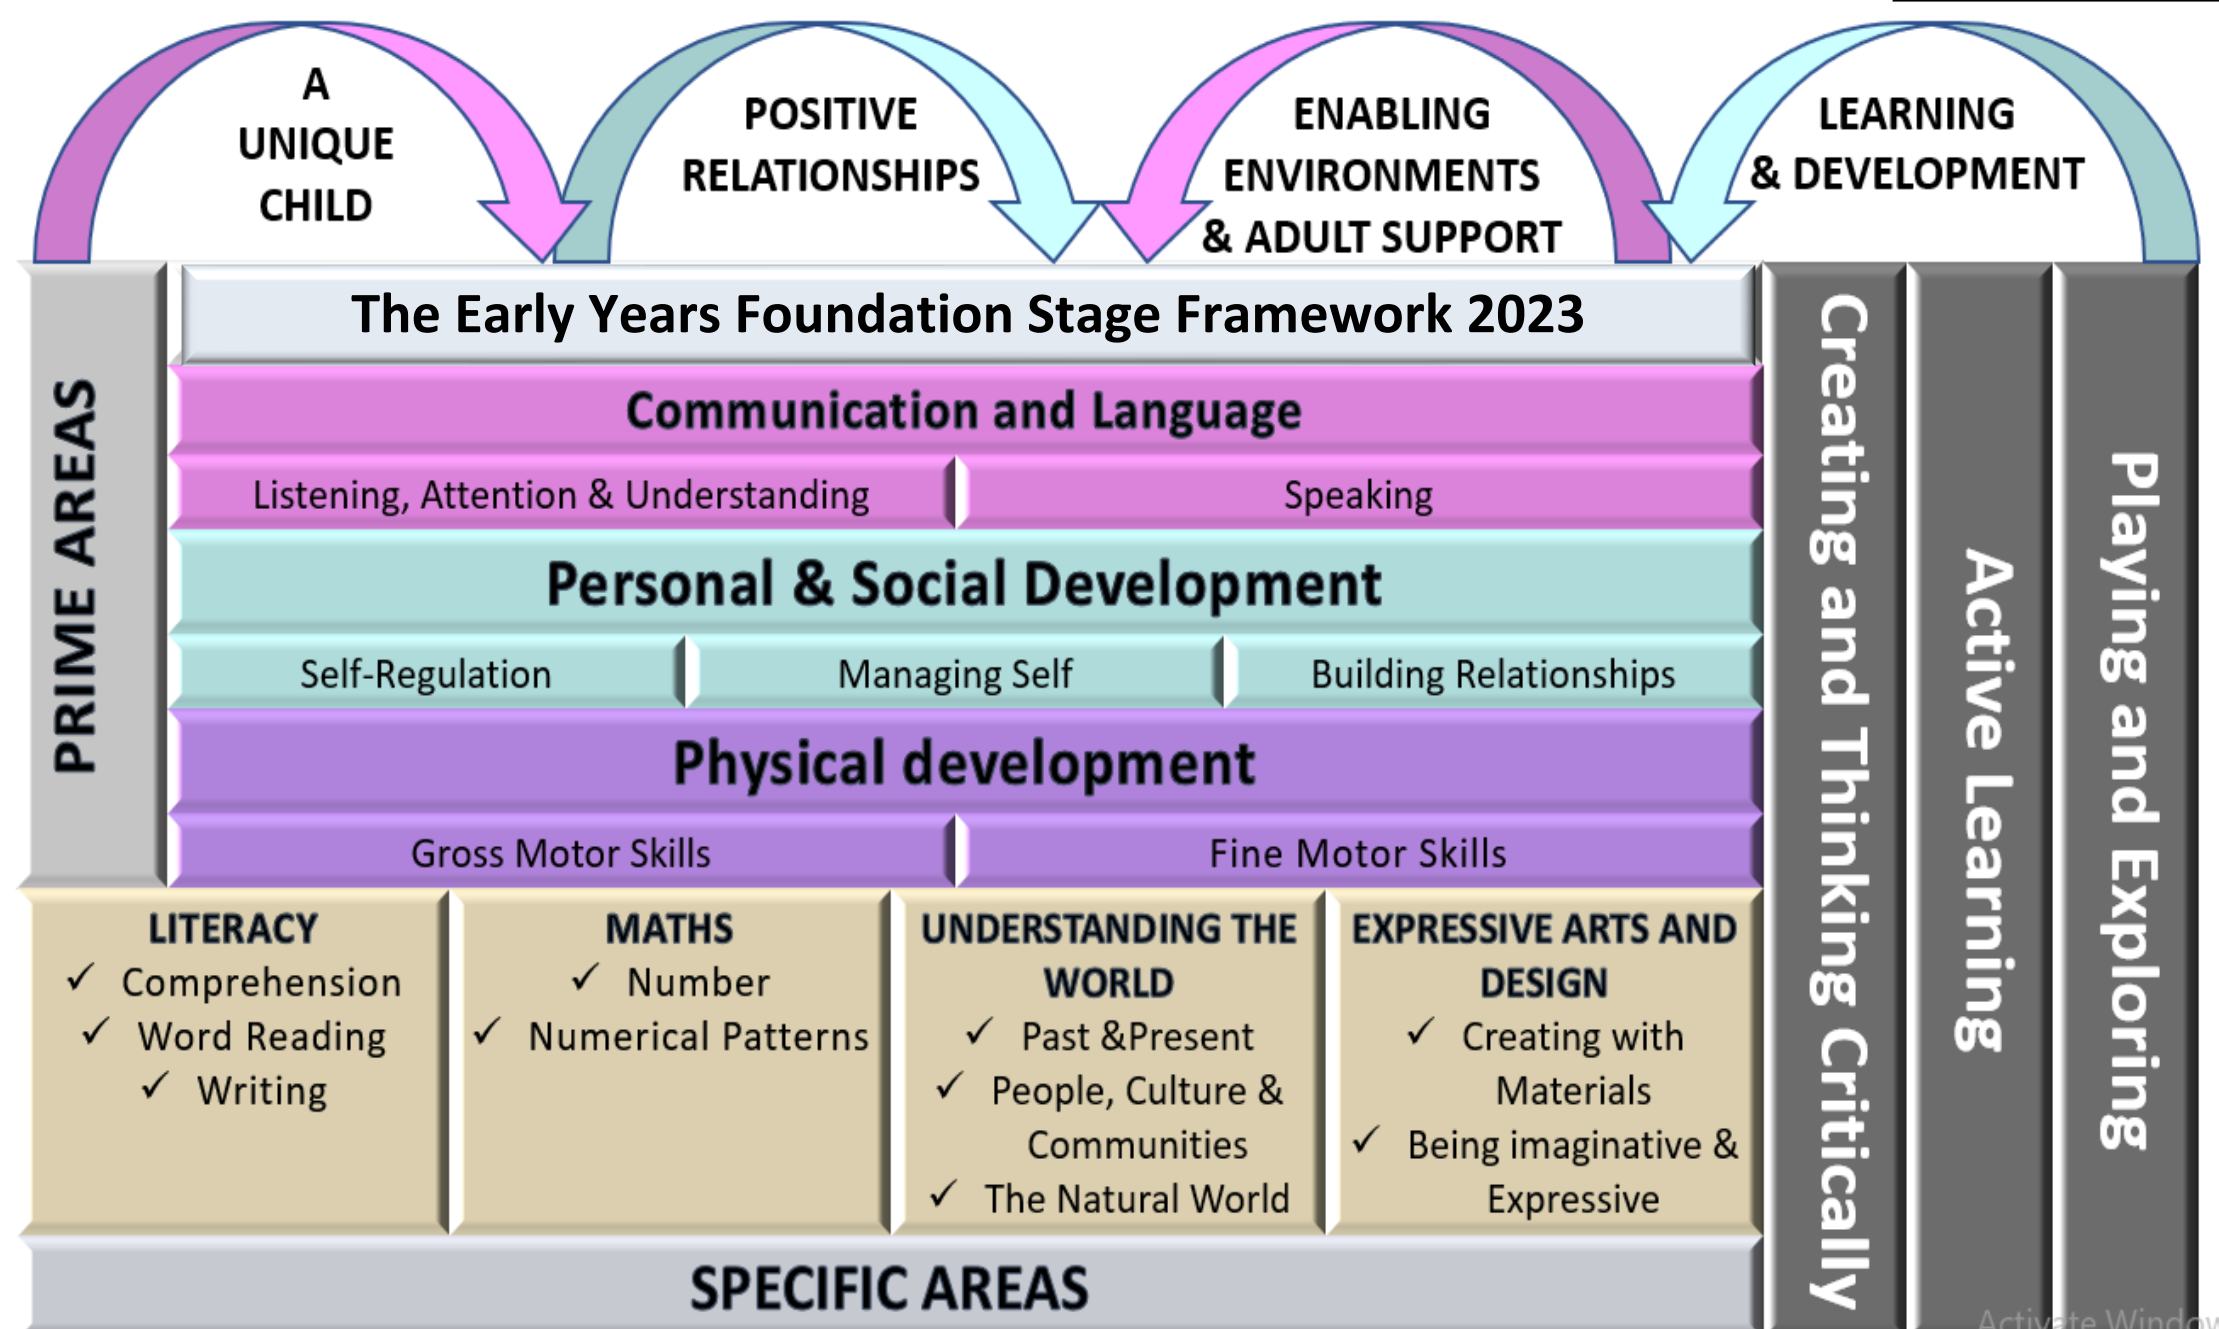 A
UNIQUE
CHILD
POSITIVE
RELATIONSHIPS
ENABLING
ENVIRONMENTS
& ADULT SUPPORT
LEARNING
& DEVELOPMENT
The Early Years Foundation Stage Framework 2023
PRIME AREAS
Communication and Language
Listening, Attention & Understanding
Speaking
Personal & Social Development
Self-Regulation
Managing Self
Building Relationships
Physical development
Gross Motor Skills
Fine Motor Skills
LITERACY
✓ Comprehension
✓ Word Reading
✓ Writing
MATHS
✓ Number
✓ Numerical Patterns
UNDERSTANDING THE
WORLD
✓ Past &Present
✓ People, Culture &
Communities
✓ The Natural World
EXPRESSIVE ARTS AND
DESIGN
✓ Creating with
Materials
✓ Being imaginative &
Expressive
SPECIFIC AREAS
Creating and Thinking Critically
Active Learning
Playing and Exploring
Activate Window